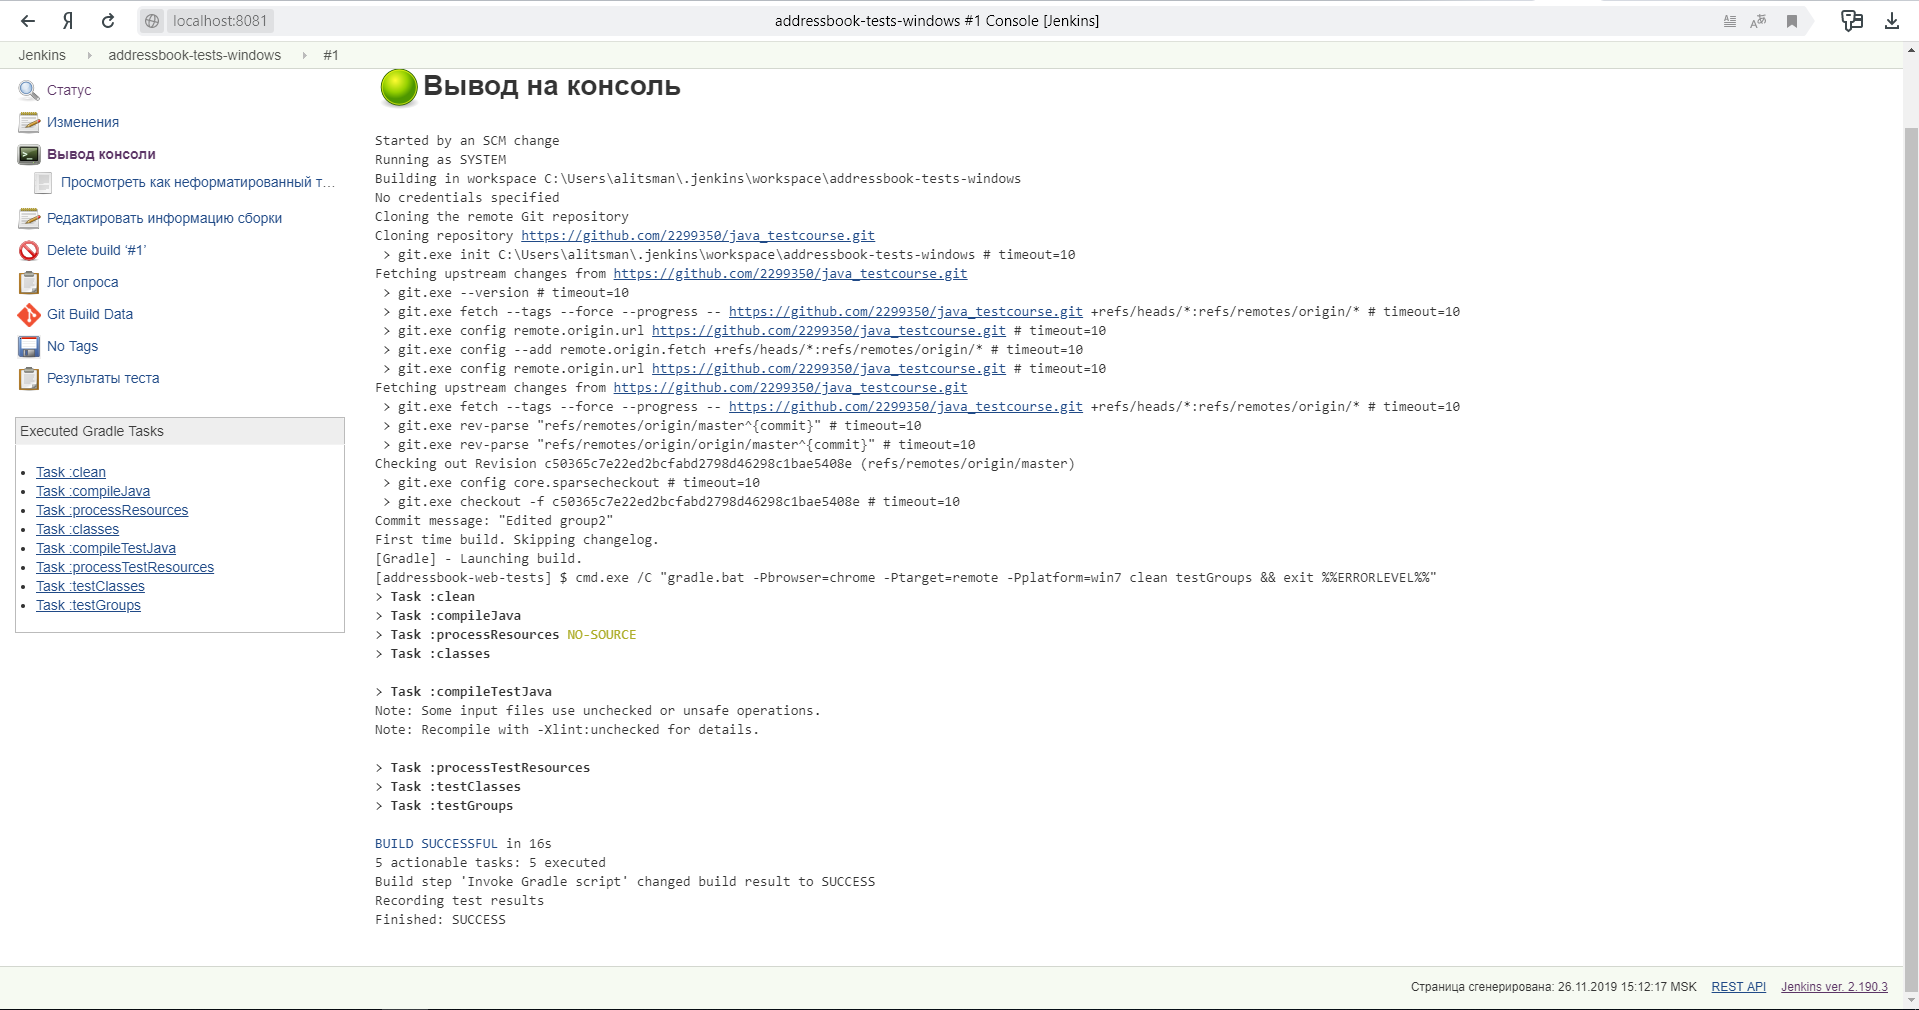 Я
localhost:8081
addressbook-tests-windows #1 Console [Jenkins]
Jenkins
addressbook-tests-windows
#1
Статус
Изменения
Вывод консоли
Просмотреть как неформатированный т…
Редактировать информацию сборки
Delete build ‘#1’
Лог опроса
Git Build Data
No Tags
Результаты теста
Executed Gradle Tasks
Task :clean
Task :compileJava
Task :processResources
Task :classes
Task :compileTestJava
Task :processTestResources
Task :testClasses
Task :testGroups
Вывод на консоль
Started by an SCM change
Running as SYSTEM
Building in workspace C:\Users\alitsman\.jenkins\workspace\addressbook-tests-windows
No credentials specified
Cloning the remote Git repository
Cloning repository https://github.com/2299350/java_testcourse.git
> git.exe init C:\Users\alitsman\.jenkins\workspace\addressbook-tests-windows # timeout=10
Fetching upstream changes from https://github.com/2299350/java_testcourse.git
> git.exe --version # timeout=10
> git.exe fetch --tags --force --progress -- https://github.com/2299350/java_testcourse.git +refs/heads/*:refs/remotes/origin/* # timeout=10
> git.exe config remote.origin.url https://github.com/2299350/java_testcourse.git # timeout=10
> git.exe config --add remote.origin.fetch +refs/heads/*:refs/remotes/origin/* # timeout=10
> git.exe config remote.origin.url https://github.com/2299350/java_testcourse.git # timeout=10
Fetching upstream changes from https://github.com/2299350/java_testcourse.git
> git.exe fetch --tags --force --progress -- https://github.com/2299350/java_testcourse.git +refs/heads/*:refs/remotes/origin/* # timeout=10
> git.exe rev-parse "refs/remotes/origin/master^{commit}" # timeout=10
> git.exe rev-parse "refs/remotes/origin/origin/master^{commit}" # timeout=10
Checking out Revision c50365c7e22ed2bcfabd2798d46298c1bae5408e (refs/remotes/origin/master)
> git.exe config core.sparsecheckout # timeout=10
> git.exe checkout -f c50365c7e22ed2bcfabd2798d46298c1bae5408e # timeout=10
Commit message: "Edited group2"
First time build. Skipping changelog.
[Gradle] - Launching build.
[addressbook-web-tests] $ cmd.exe /C "gradle.bat -Pbrowser=chrome -Ptarget=remote -Pplatform=win7 clean testGroups && exit %%ERRORLEVEL%%"
> Task :clean
> Task :compileJava
> Task :processResources NO-SOURCE
> Task :classes
> Task :compileTestJava
Note: Some input files use unchecked or unsafe operations.
Note: Recompile with -Xlint:unchecked for details.
> Task :processTestResources
> Task :testClasses
> Task :testGroups
BUILD SUCCESSFUL in 16s
5 actionable tasks: 5 executed
Build step 'Invoke Gradle script' changed build result to SUCCESS
Recording test results
Finished: SUCCESS
Страница сгенерирована: 26.11.2019 15:12:17 MSK
REST API
Jenkins ver. 2.190.3